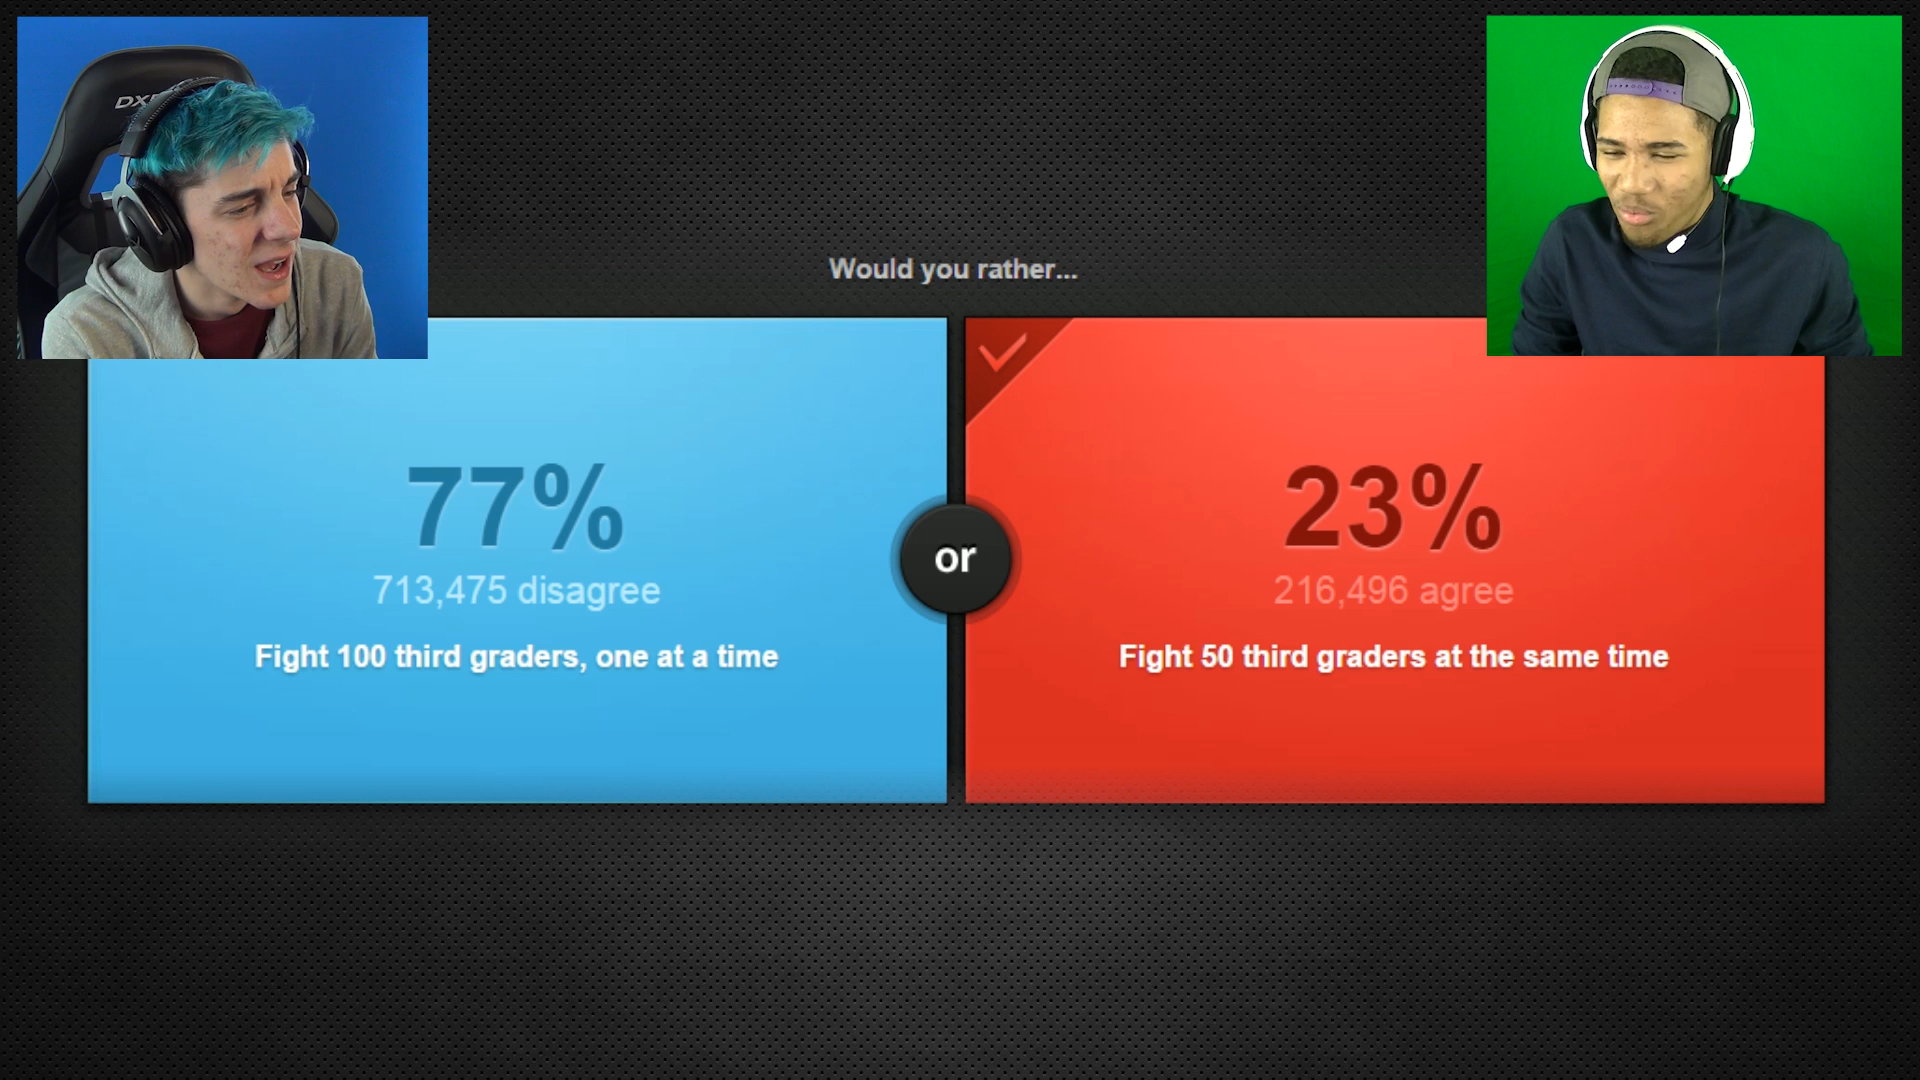 Would you rather...
77%
713,475 disagree
Fight 100 third graders, one at a time
or
23%
216,496 agree
Fight 50 third graders at the same time